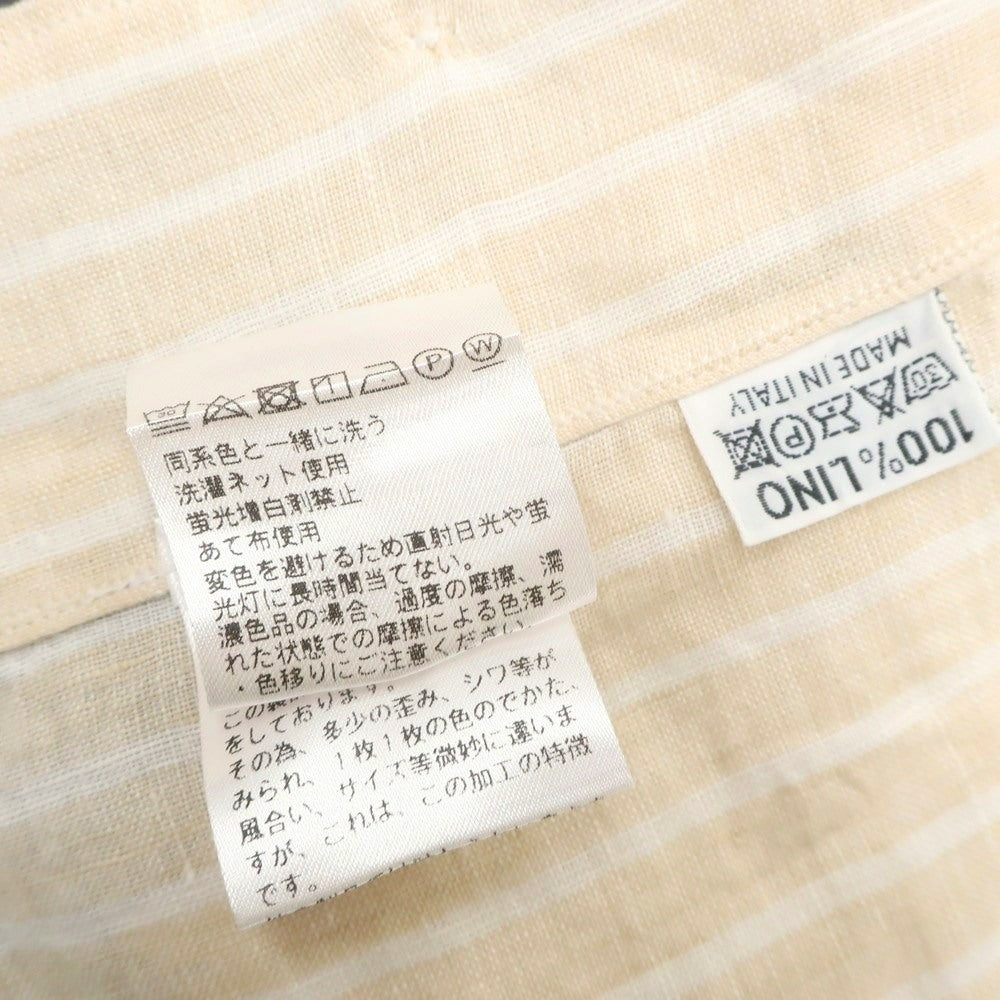 30 P W
同系色と一緒に洗う
洗濯ネット使用
蛍光増白剤禁止
あて布使用
変色を避けるため直射日光や蛍
光灯に長時間当てない。
濃色品の場合、過度の摩擦、濡
れた状態での摩擦による色落ち
・色移りにご注意ください。
この
ております。
をして
その為、多少の歪み、シワ等が
みられ、1枚1枚の色のでかた、
風合い、サイズ等微妙に違いま
すが、これは、この加工の特徴
です。
100% LINO
30 P
MADE IN ITALY